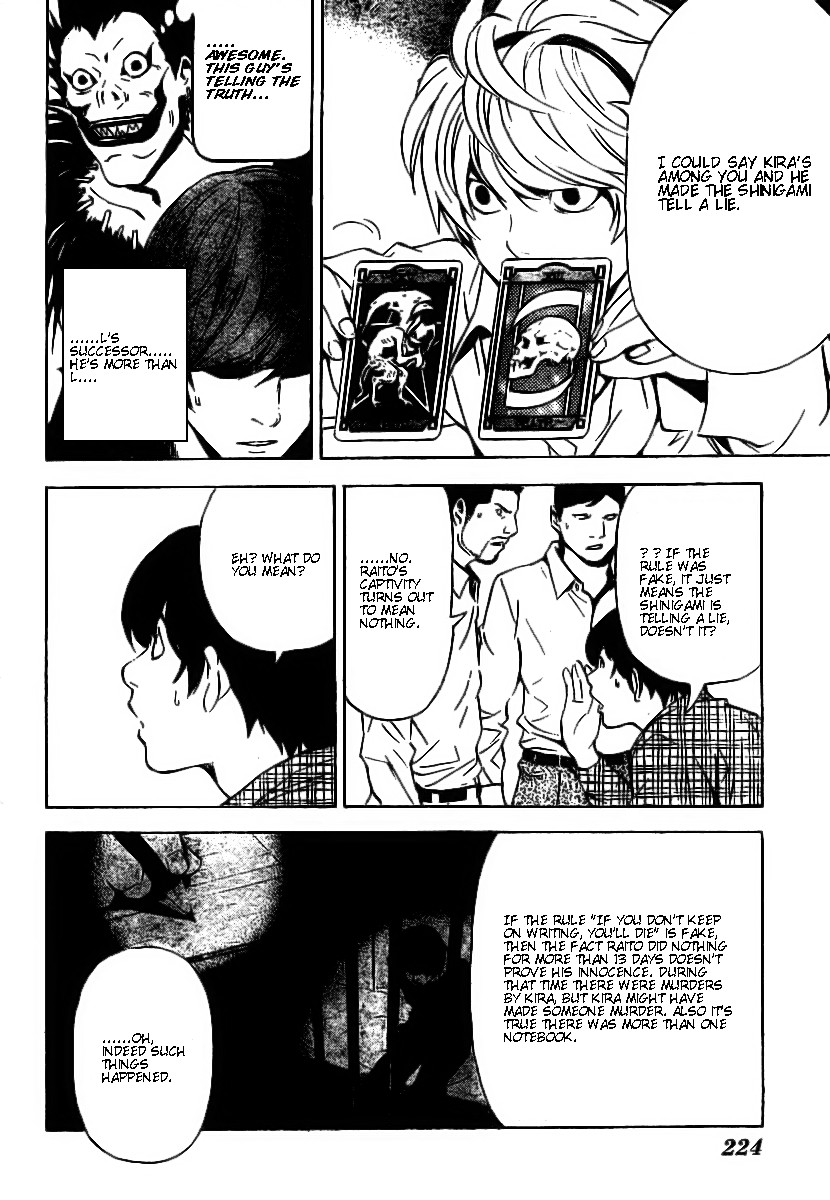 I COULD SAY KIRA'S
AMONG YOU AND HE
MADE THE SHINIGAMI
TELL A LIE.
.....
AWESOME.
THIS GUY'S
TELLING THE
TRUTH...
......L'S
SUCCESSOR.....
HE'S MORE THAN
L....
? ? IF THE
RULE WAS
FAKE, IT JUST
MEANS THE
SHINIGAMI IS
TELLING A LIE,
DOESN'T IT?
......NO.
RAITO'S
CAPTIVITY
TURNS OUT
TO MEAN
NOTHING.
EH? WHAT DO
YOU MEAN?
IF THE RULE "IF YOU DON'T KEEP
ON WRITING, YOU'LL DIE" IS FAKE,
THEN THE FACT RAITO DID NOTHING
FOR MORE THAN 13 DAYS DOESN'T
PROVE HIS INNOCENCE. DURING
THAT TIME THERE WERE MURDERS
BY KIRA, BUT KIRA MIGHT HAVE
MADE SOMEONE MURDER. ALSO IT'S
TRUE THERE WAS MORE THAN ONE
NOTEBOOK.
......OH,
INDEED SUCH
THINGS
HAPPENED.
224